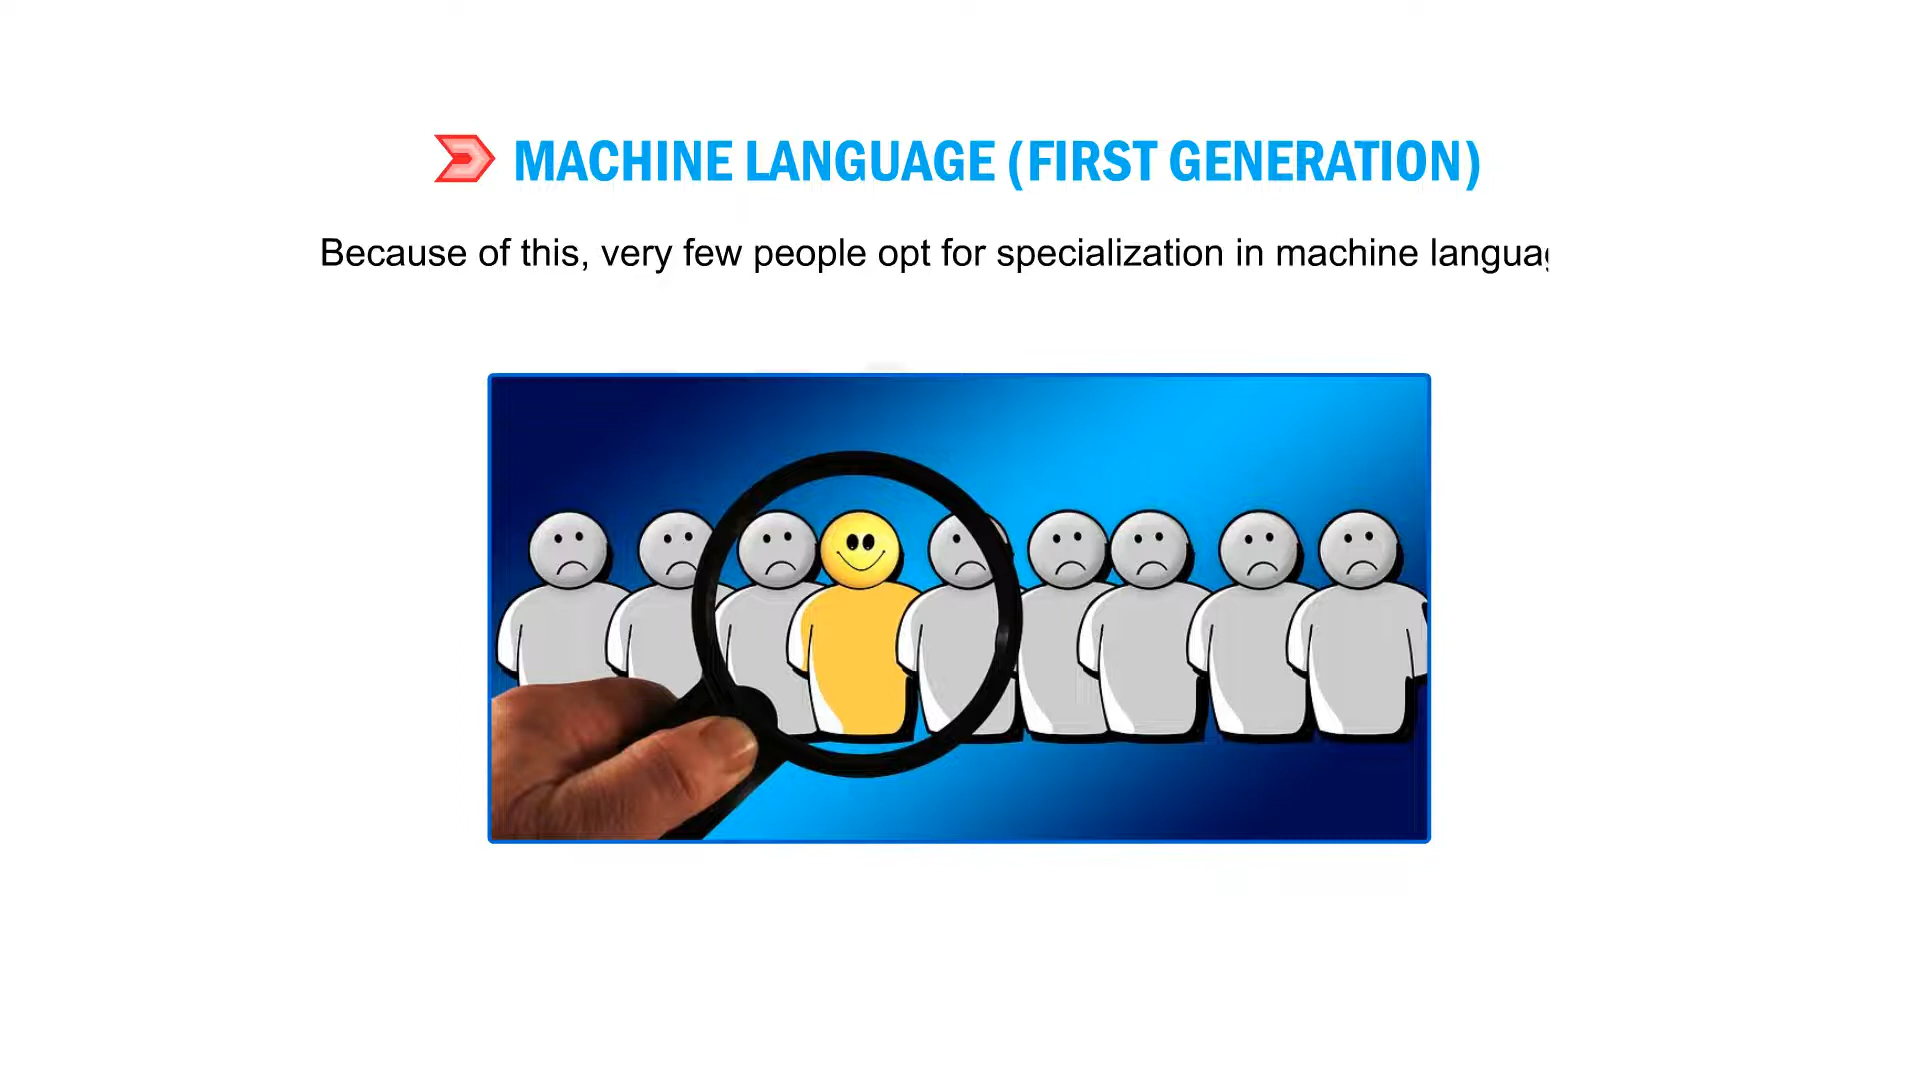 MACHINE LANGUAGE (FIRST GENERATION)
Because of this, very few people opt for specialization in machine